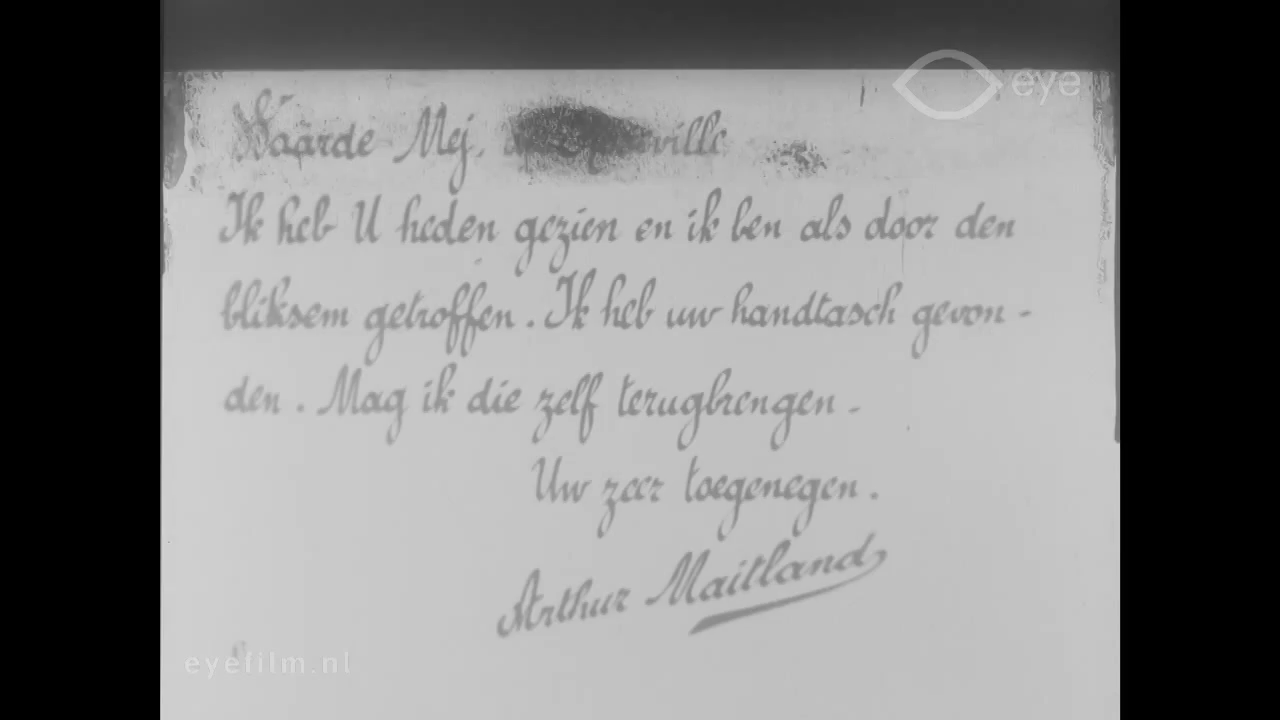 eye
Waarde Mej.
Ik heb U heden gezien en ik ben als door den
bliksem getroffen. Ik heb uw handtasch gevon-
den. Mag ik die zelf terugbrengen.
Uw zeer toegenegen.
Arthur Maitland
eyefilm.nl